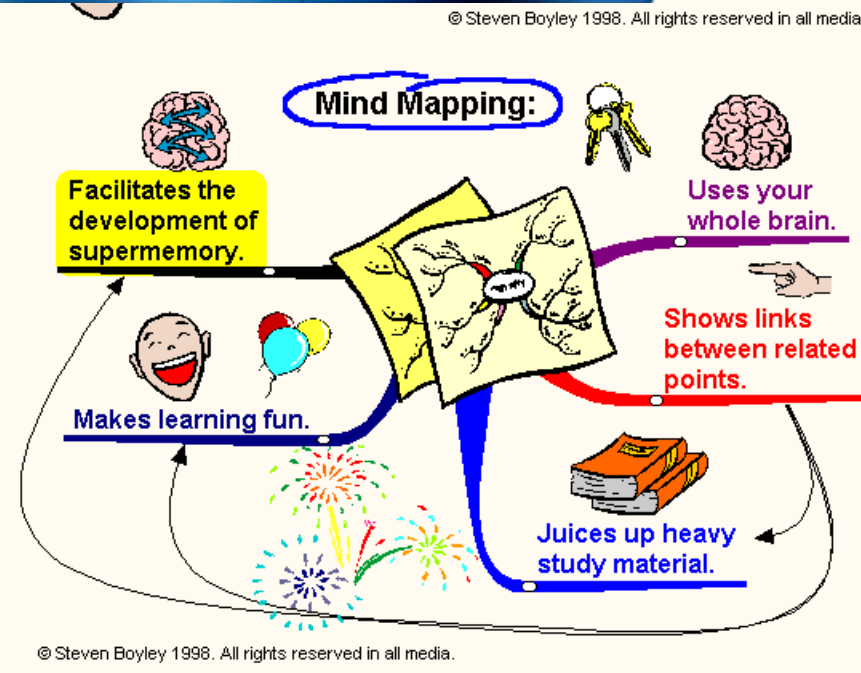 © Steven Boyley 1998. All rights reserved in all media
Mind Mapping:
Facilitates the
development of
supermemory.
Uses your
whole brain.
Shows links
between related
points.
Makes learning fun.
Juices up heavy
study material.
© Steven Boyley 1998. All rights reserved in all media.